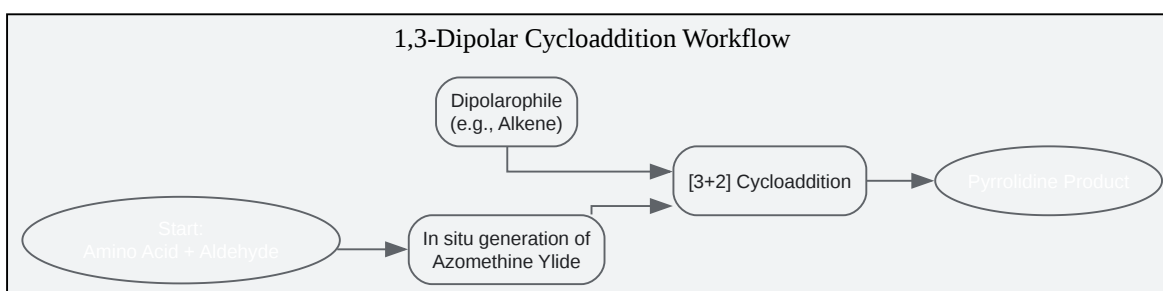 1,3-Dipolar Cycloaddition Workflow
Dipolarophile
(e.g., Alkene)
[3+2] Cycloaddition
Pyrrolidine Product
Start:
Amino Acid + Aldehyde
In situ generation of
Azomethine Ylide